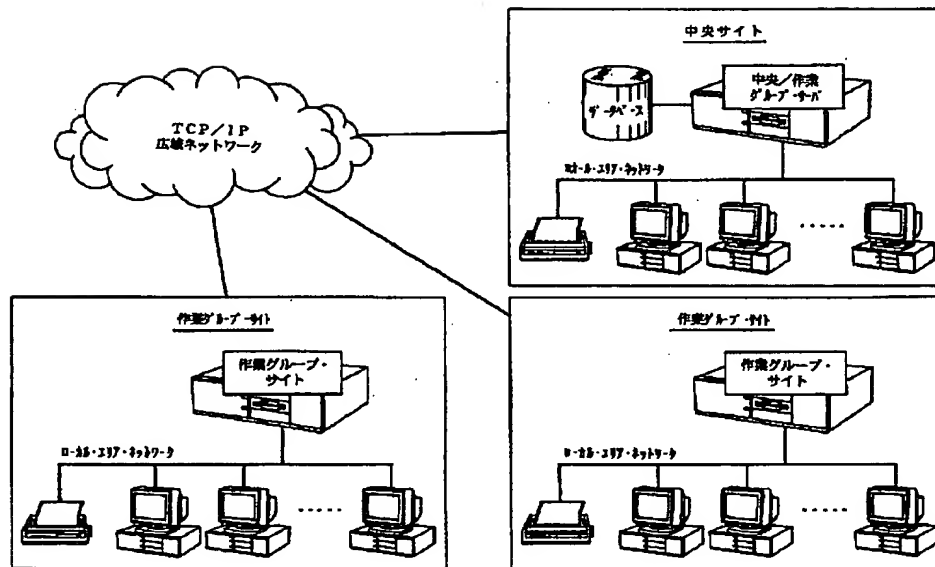 中央サイト
中央／作業
グループ・サーバ
データベース
TCP／IP
広域ネットワーク
ローカル・エリア・ネットワーク
作業グループ・サイト
作業グループ・
サイト
ローカル・エリア・ネットワーク
作業グループ・サイト
作業グループ・
サイト
ローカル・エリア・ネットワーク